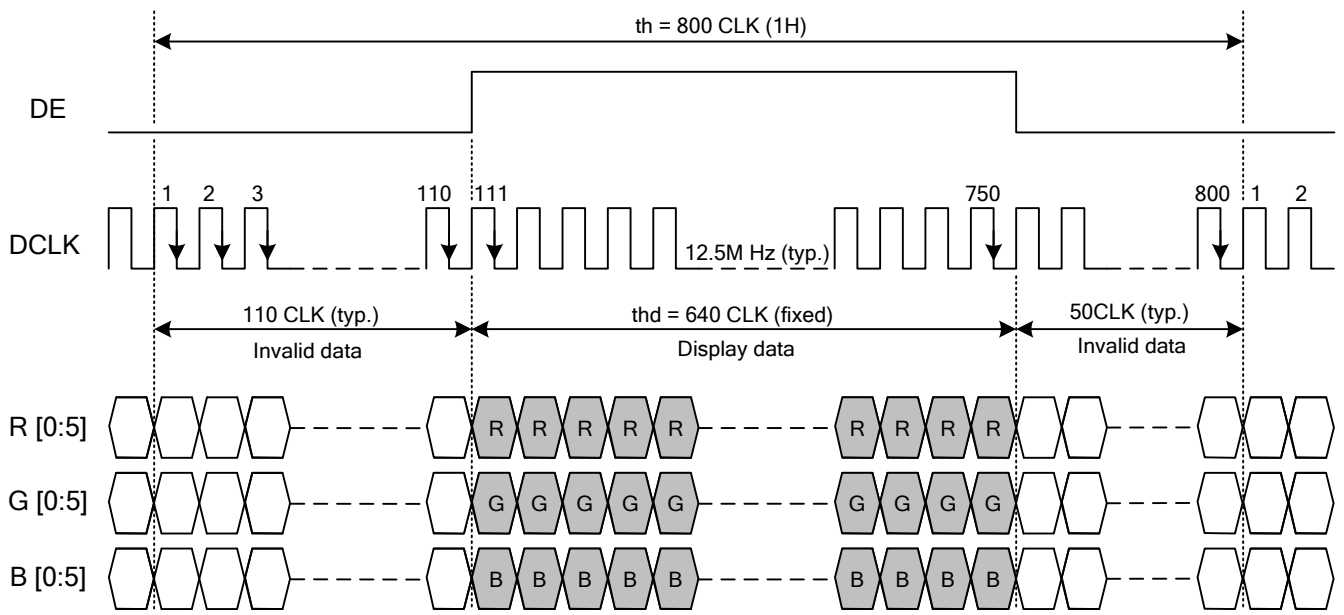 th = 800 CLK (1H)
DE
1 2 3 110 111 750 800 1 2
DCLK
12.5M Hz (typ.)
110 CLK (typ.) thd = 640 CLK (fixed) 50CLK (typ.)
Invalid data Display data Invalid data
R [0:5] R R R R R R R R R
G [0:5] G G G G G G G G G
B [0:5] B B B B B B B B B